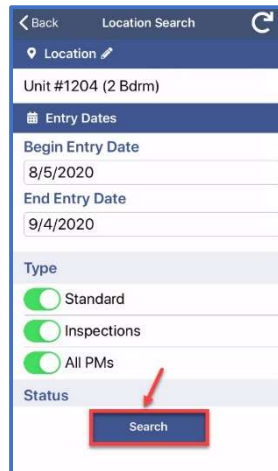 Back Location Search
Location
Unit #1204 (2 Bdrm)
Entry Dates
Begin Entry Date
8/5/2020
End Entry Date
9/4/2020
Type
Standard
Inspections
All PMs
Status
Search